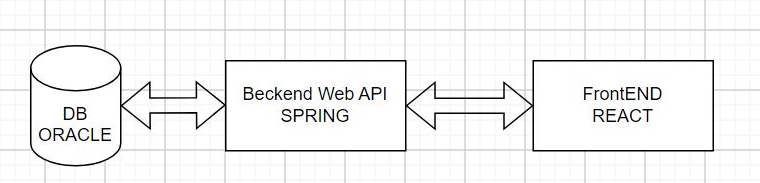 DB
ORACLE
Beckend Web API
SPRING
FrontEND
REACT